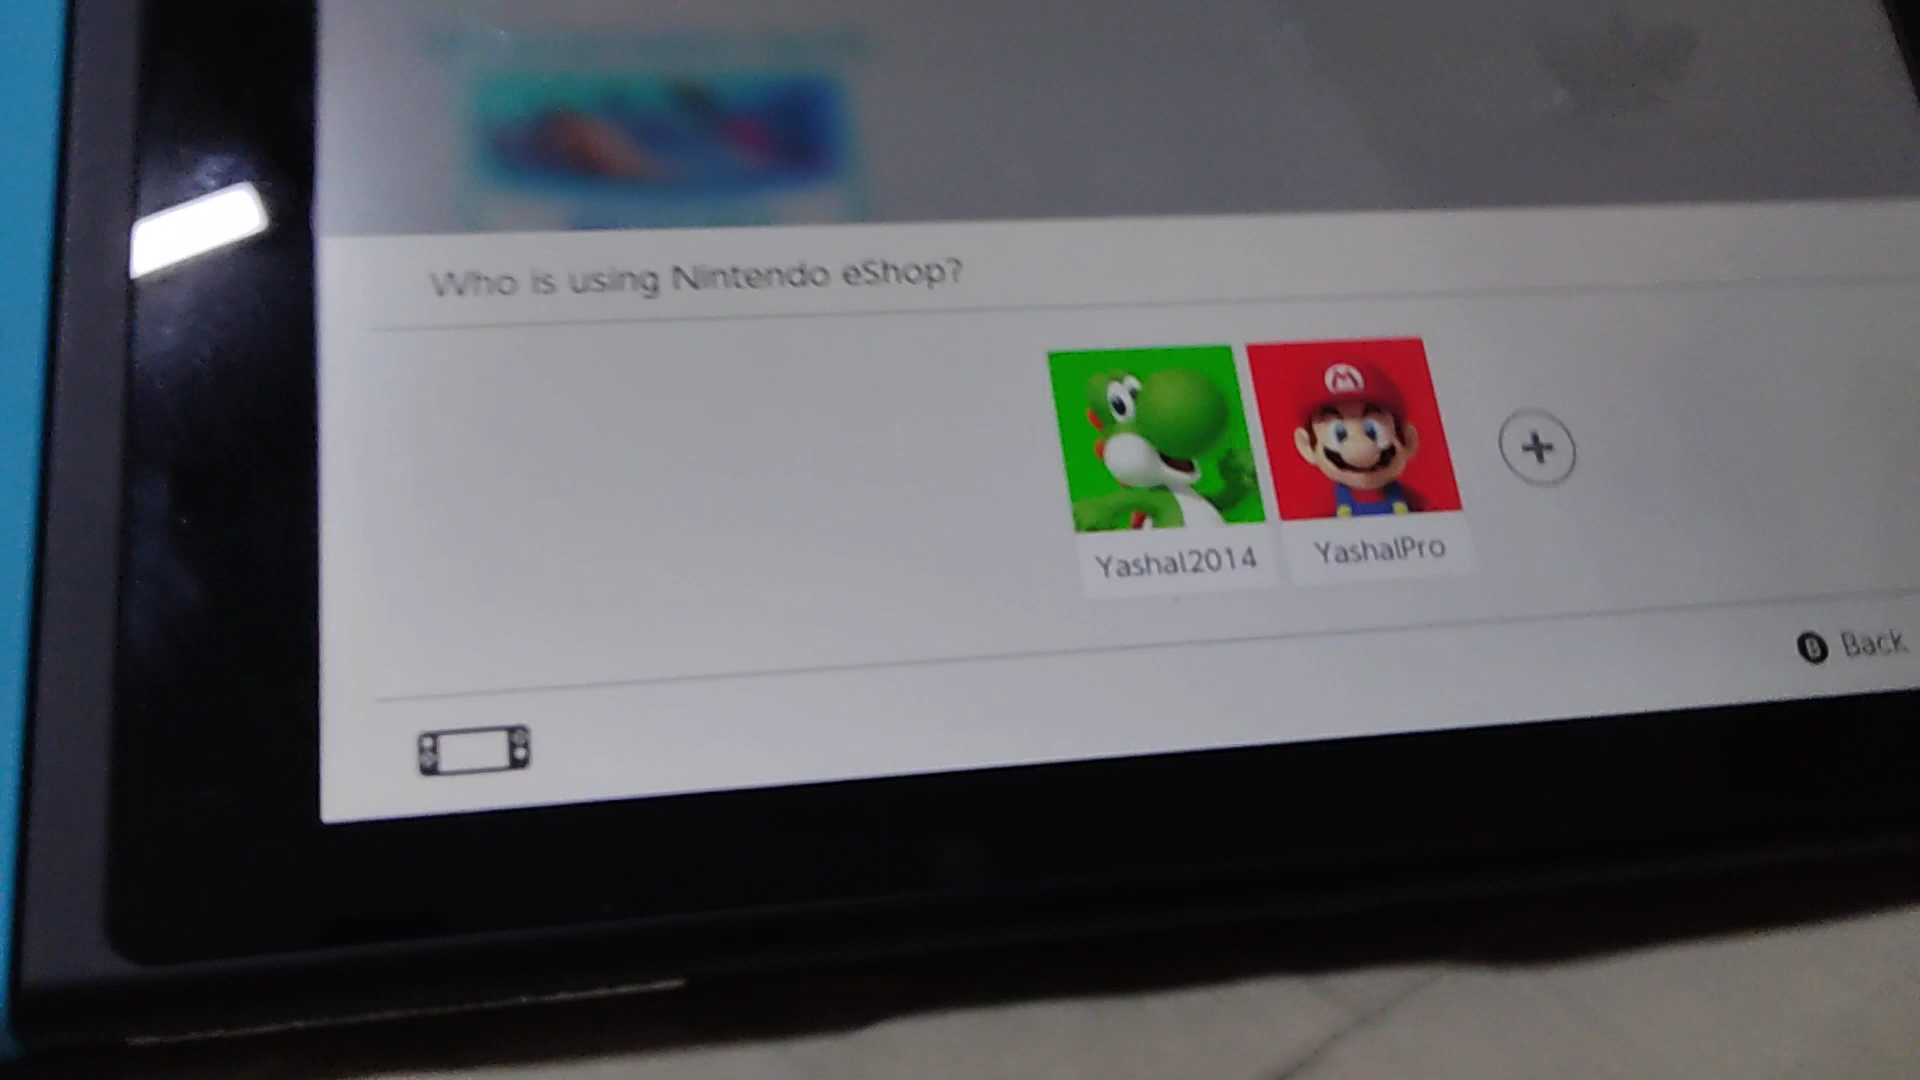 Who is using Nintendo eShop?
M
Yashal2014
YashalPro
B Back